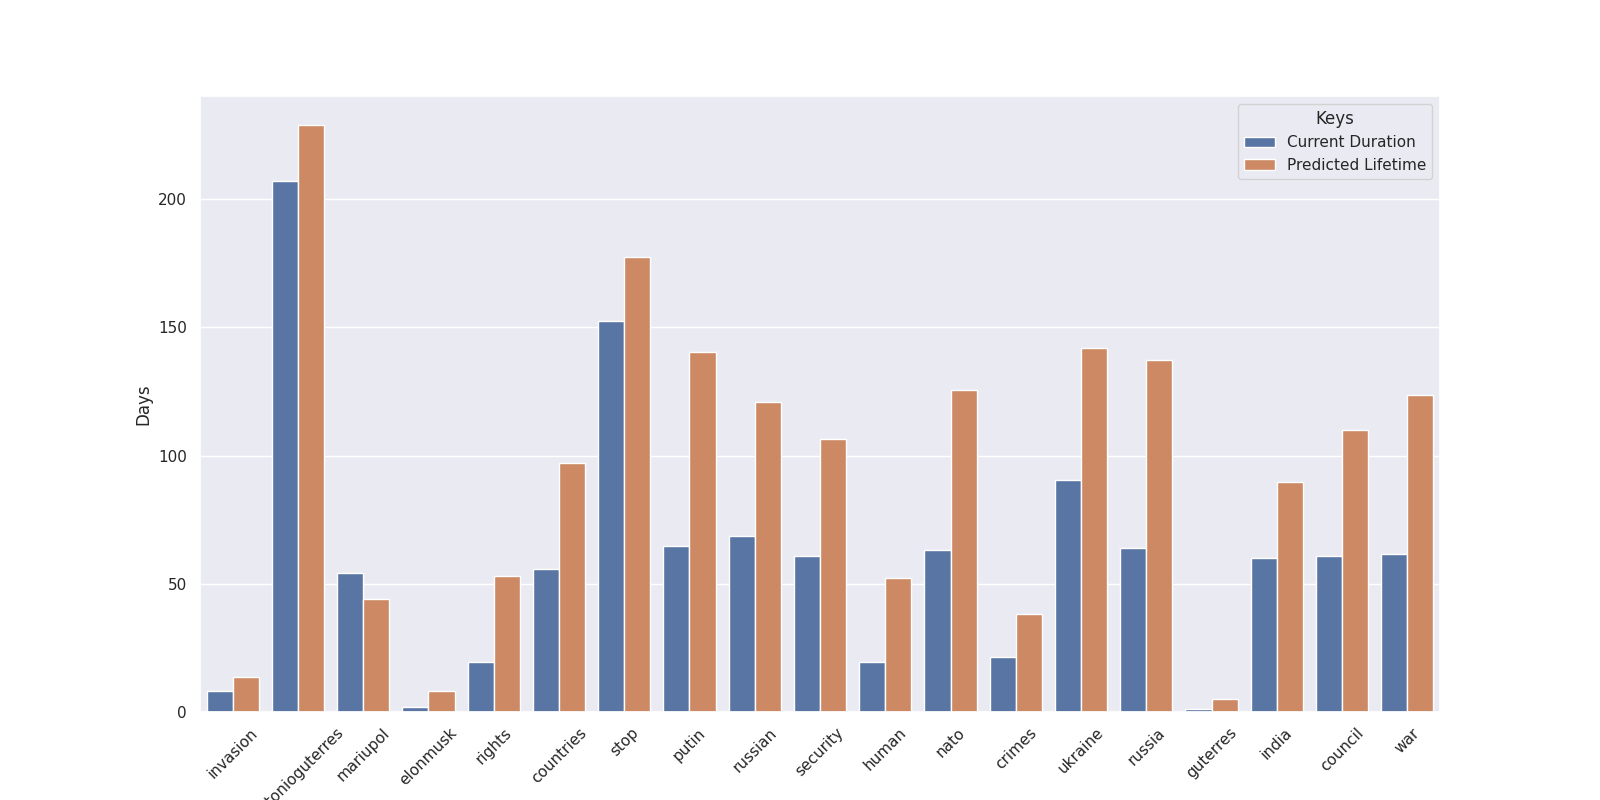 Keys
Current Duration
Predicted Lifetime
Days
200
150
100
50
0
invasion
tonioguterres
mariupol
elonmusk
rights
countries
stop
putin
russian
security
human
nato
crimes
ukraine
russia
guterres
india
council
war